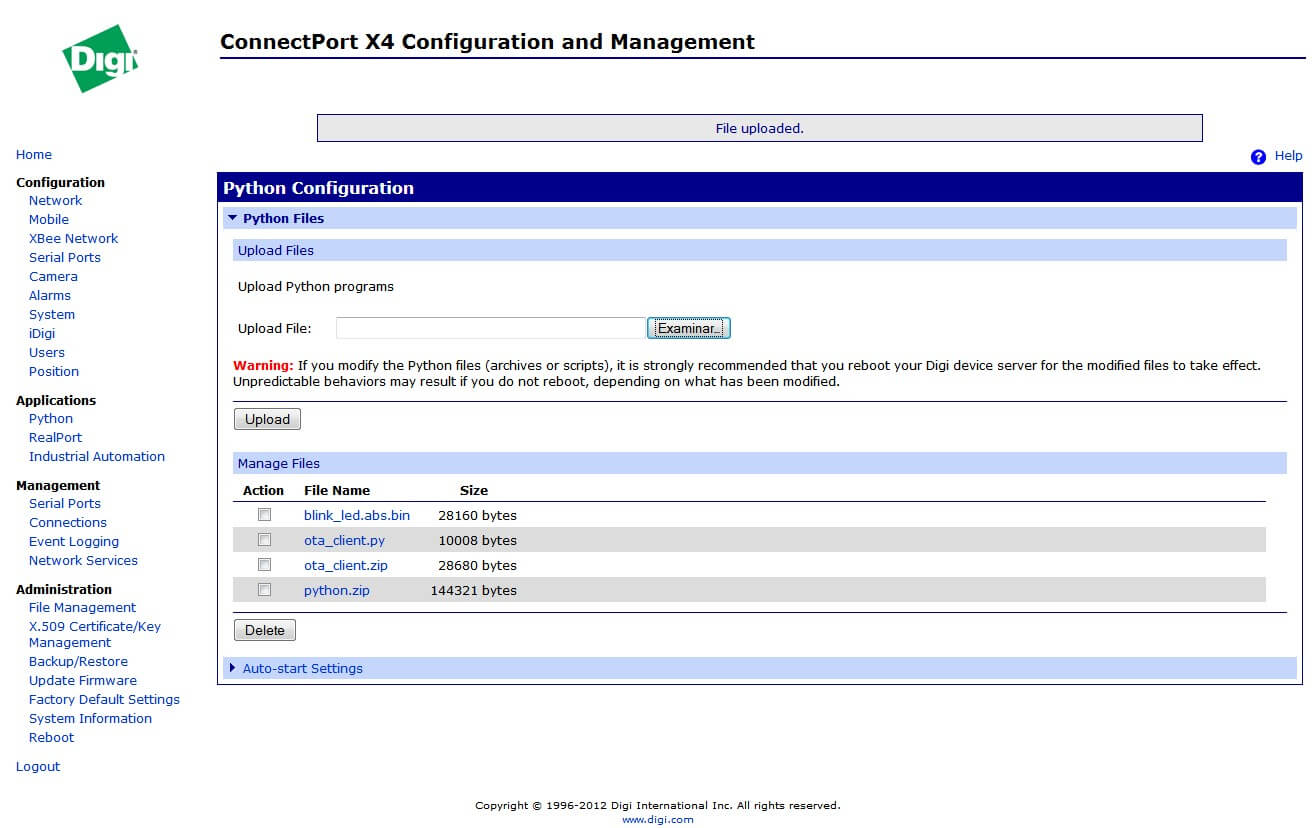 Digi
ConnectPort X4 Configuration and Management
File uploaded.
Home
? Help
Configuration
Network
Mobile
XBee Network
Serial Ports
Camera
Alarms
System
iDigi
Users
Position
Applications
Python
RealPort
Industrial Automation
Management
Serial Ports
Connections
Event Logging
Network Services
Administration
File Management
X.509 Certificate/Key
Management
Backup/Restore
Update Firmware
Factory Default Settings
System Information
Reboot
Logout
Python Configuration
Python Files
Upload Files
Upload Python programs
Upload File: Examinar...
Warning: If you modify the Python files (archives or scripts), it is strongly recommended that you reboot your Digi device server for the modified files to take effect.
Unpredictable behaviors may result if you do not reboot, depending on what has been modified.
Upload
Manage Files
Action File Name Size
blink_led.abs.bin 28160 bytes
ota_client.py 10008 bytes
ota_client.zip 28680 bytes
python.zip 144321 bytes
Delete
Auto-start Settings
Copyright © 1996-2012 Digi International Inc. All rights reserved.
www.digi.com